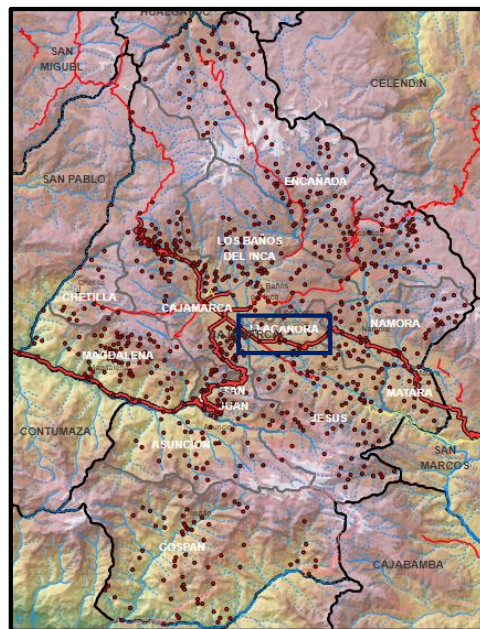 HUALGAYOC
SAN
MIGUEL
CELENDIN
SAN PABLO
ENCAÑADA
LOS BAÑOS
DEL INCA
CHETILLA
CAJAMARCA
LLACANORA
NAMORA
MAGDALENA
MATARA
SAN
JUAN
JESUS
CONTUMAZA
ASUNCION
SAN
MARCOS
COSPAN
CAJABAMBA